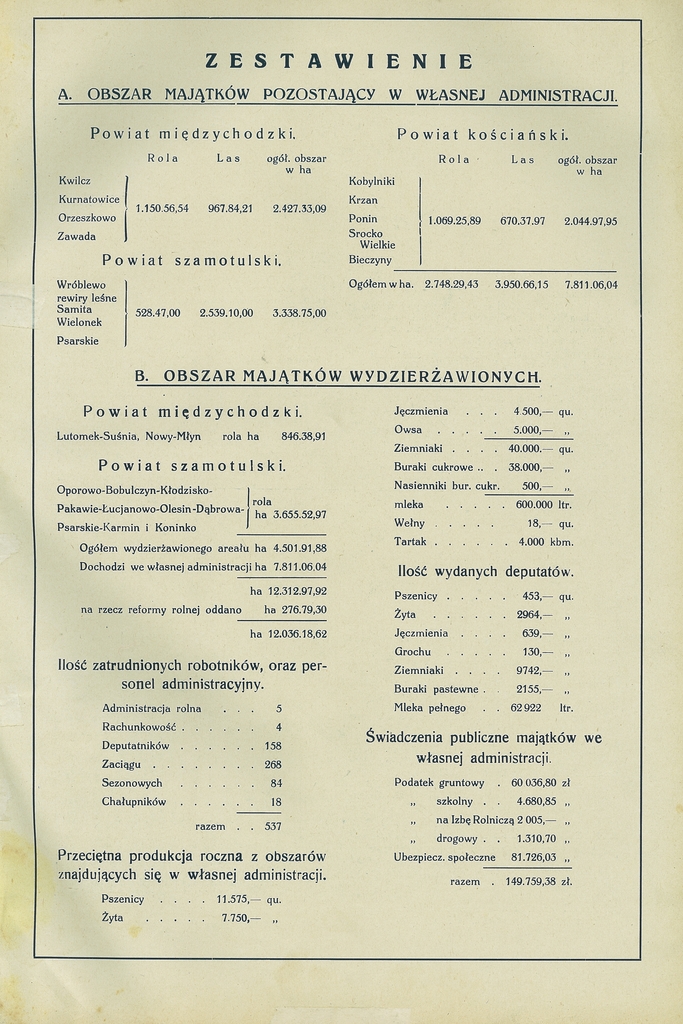 ZESTAWIENIE
A. OBSZAR MAJĄTKÓW POZOSTAJĄCY W WŁASNEJ ADMINISTRACJI.
Powiat międzychodzki.
Rola Las ogół. obszar
w ha
Kwilcz
Kurnatowice
Orzeszkowo
Zawada
1.150.56,54 967.84,21 2.427.33,09
Powiat szamotulski.
Wróblewo
rewiry leśne
Samita
Wielonek
Psarskie
528.47,00 2.539.10,00 3.338.75,00
Powiat kościański.
Rola Las ogół. obszar
w ha
Kobylniki
Krzan
Ponin
Srocko
Wielkie
Bieczyny
1.069.25,89 670.37.97 2.044.97,95
Ogółem w ha. 2.748.29,43 3.950.66,15 7.811.06,04
B. OBSZAR MAJĄTKÓW WYDZIERŻAWIONYCH.
Powiat międzychodzki.
Lutomek-Suśnia, Nowy-Młyn rola ha 846.38,91
Powiat szamotulski.
Oporowo-Bobulczyn-Kłodzisko-
Pakawie-Łucjanowo-Olesin-Dąbrowa-
Psarskie-Karmin i Koninko
rola
ha 3.655.52,97
Ogółem wydzierżawionego areału ha 4.501.91,88
Dochodzi we własnej administracji ha 7.811.06.04
ha 12.312.97,92
na rzecz reformy rolnej oddano ha 276.79,30
ha 12.036.18,62
Ilość zatrudnionych robotników, oraz per-
sonel administracyjny.
Administracja rolna . . . 5
Rachunkowość . . . . . . 4
Deputatników . . . . . . 158
Zaciągu . . . . . . . . 268
Sezonowych . . . . . . 84
Chałupników . . . . . . 18
razem . . 537
Przeciętna produkcja roczna z obszarów
znajdujących się w własnej administracji.
Pszenicy . . . . 11.575,— qu.
Żyta . . . . . 7.750,— „
Jęczmienia . . . 4 500,— qu.
Owsa . . . . . 5.000,— „
Ziemniaki . . . . 40.000.— qu.
Buraki cukrowe . . . 38.000,— „
Nasienniki bur. cukr. 500,— „
mleka . . . . . 600.000 ltr.
Wełny . . . . . 18,— qu.
Tartak . . . . . . 4.000 kbm.
Ilość wydanych deputatów.
Pszenicy . . . . . 453,— qu.
Żyta . . . . . . 2964,— „
Jęczmienia . . . . 639,— „
Grochu . . . . . 130,— „
Ziemniaki . . . . 9742,— „
Buraki pastewne . 2155,— „
Mleka pełnego . . 62 922 ltr.
Świadczenia publiczne majątków we
własnej administracji.
Podatek gruntowy . 60 036,80 zł
„ szkolny . . 4.680,85 „
„ na Izbę Rolniczą 2 005,— „
„ drogowy . . 1.310,70 „
Ubezpiecz. społeczne 81.726,03 „
razem . 149.759,38 zł.